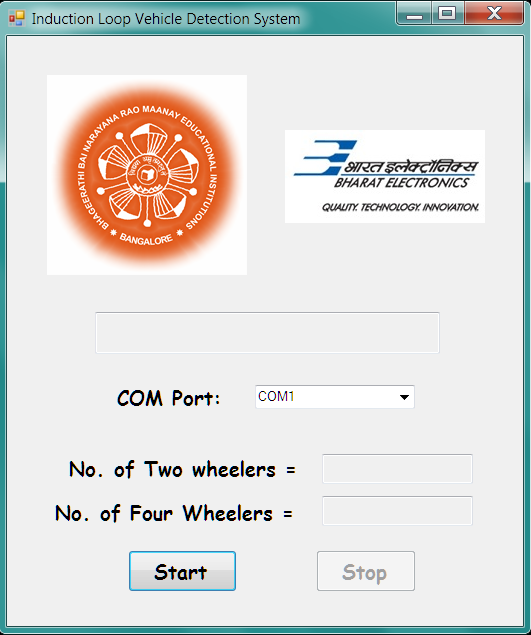 Induction Loop Vehicle Detection System
BHAGEERATHI BAI NARAYANA RAO MAANAY EDUCATIONAL INSTITUTIONS
BANGALORE
भारत इलेक्ट्रॉनिक्स
BHARAT ELECTRONICS
QUALITY. TECHNOLOGY. INNOVATION.
COM Port:
COM1
No. of Two wheelers =
No. of Four Wheelers =
Start
Stop